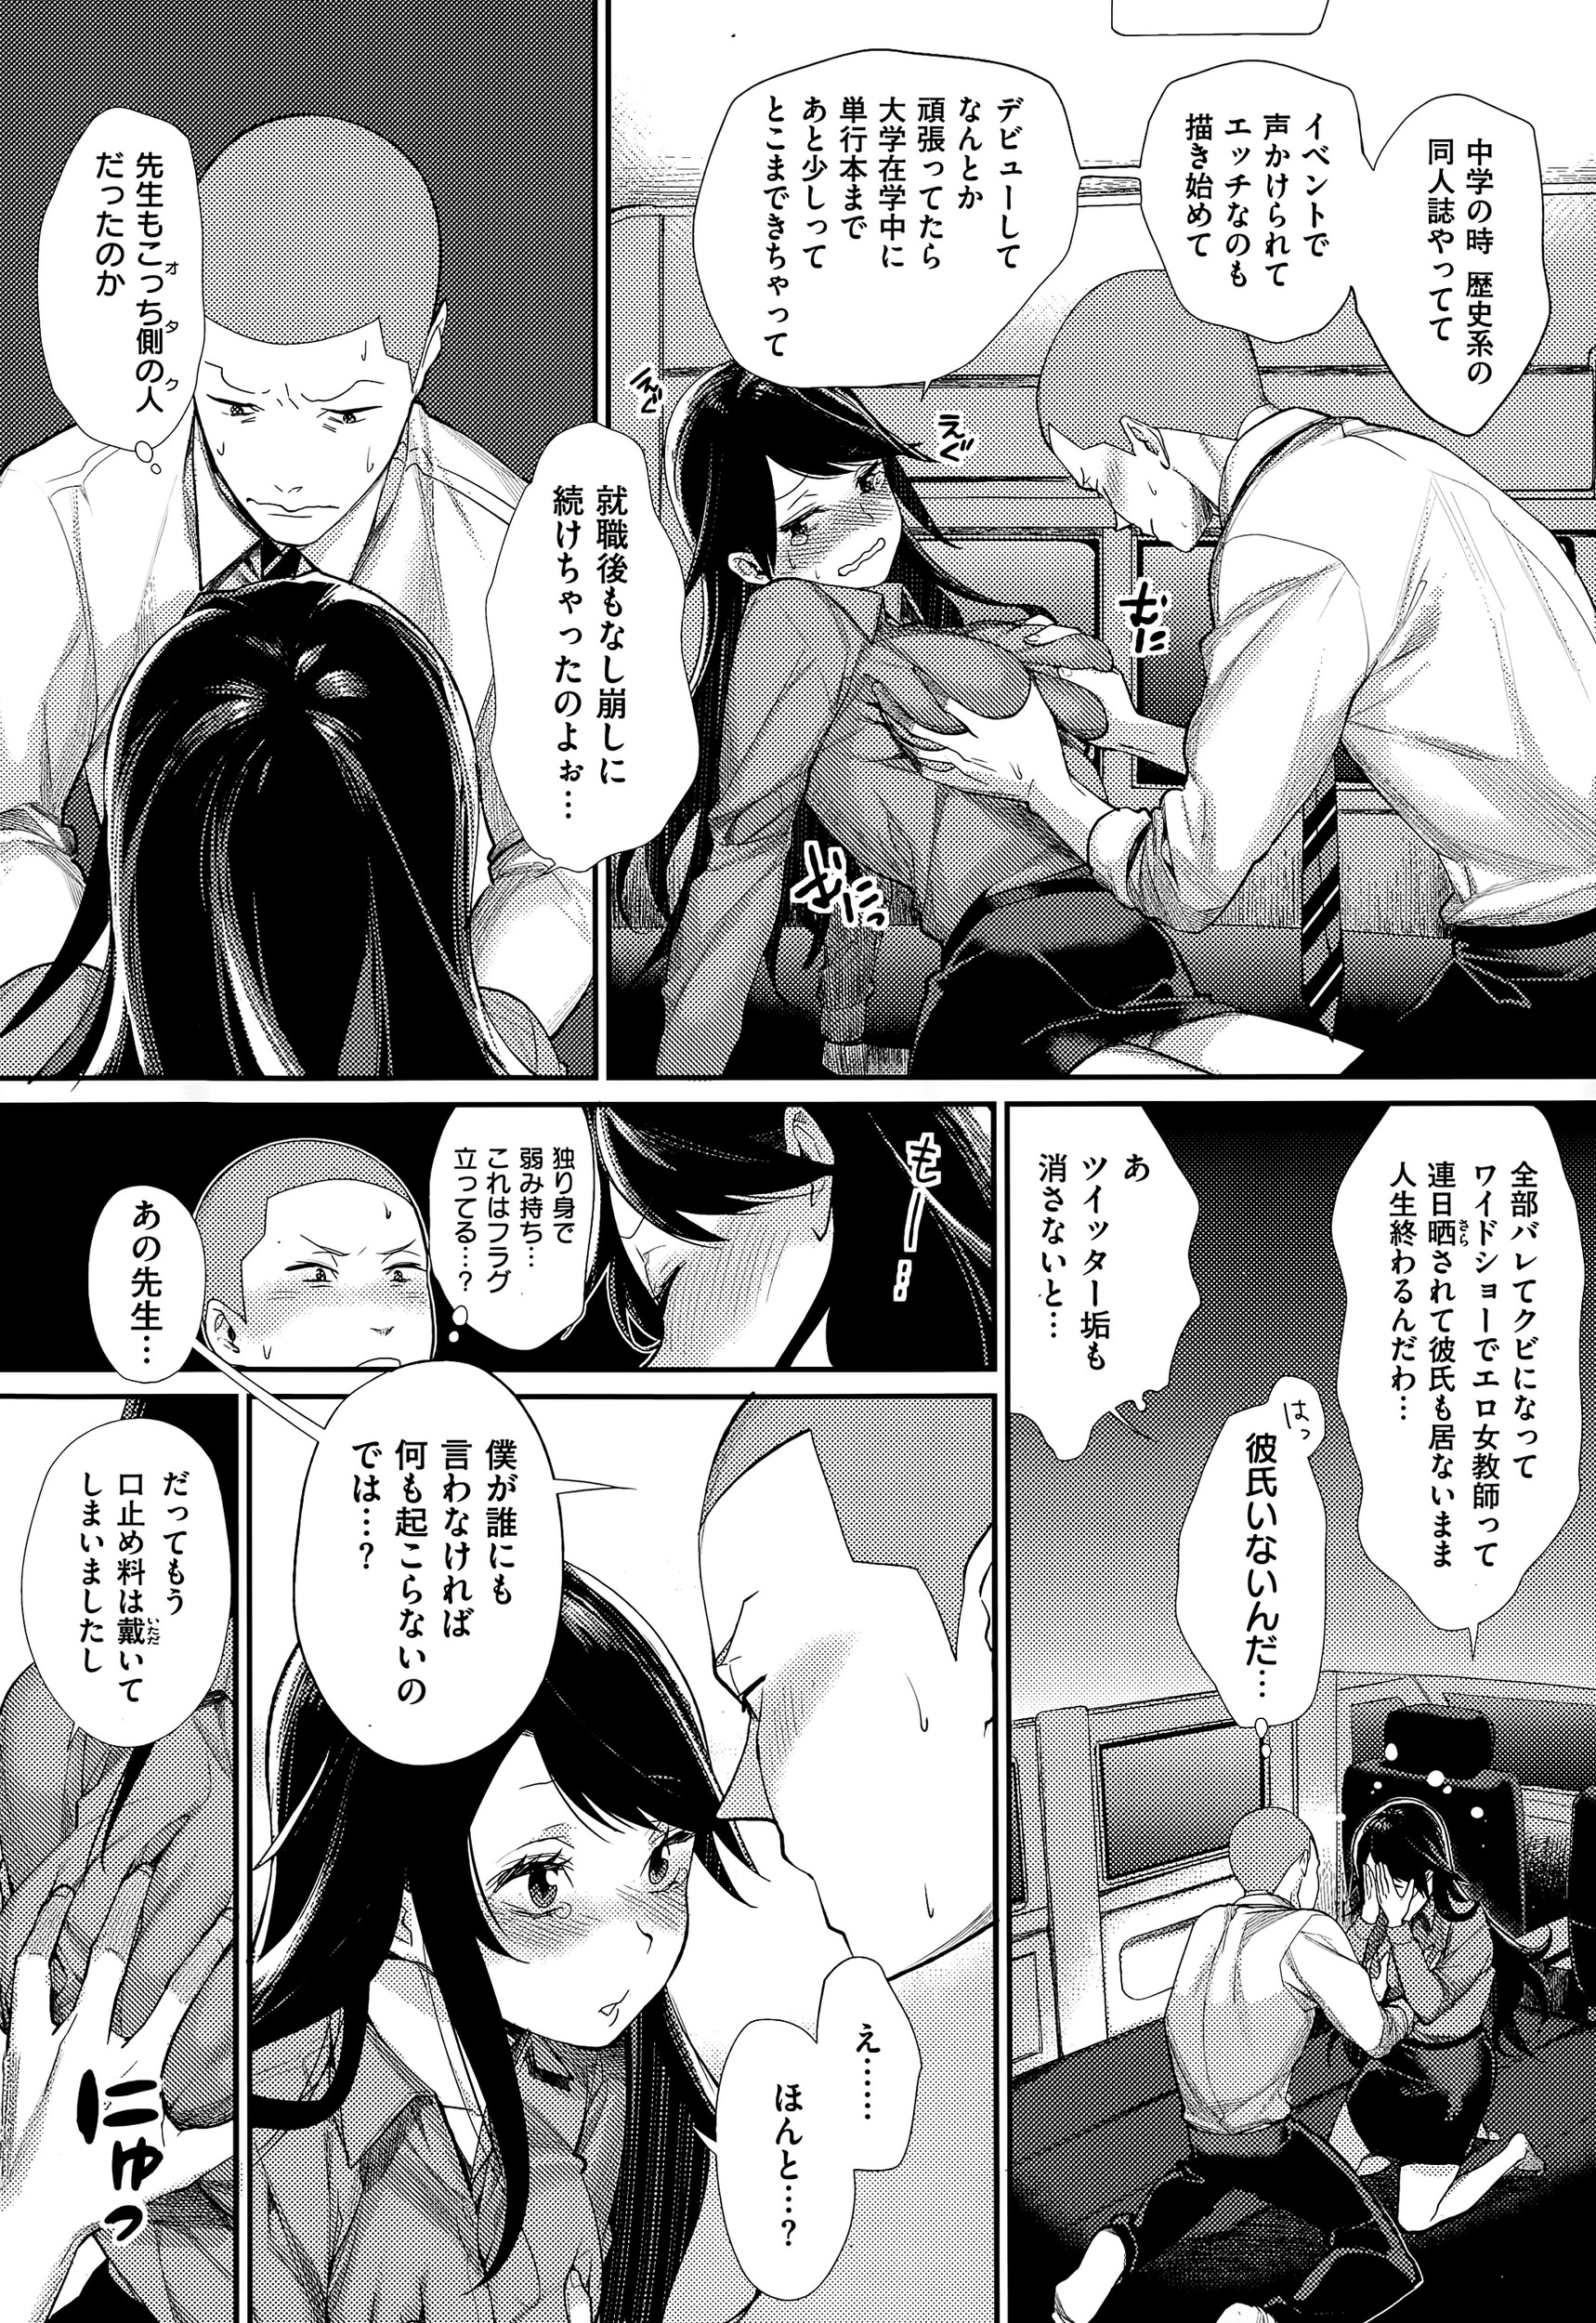 中学の時 歴史系の
同人誌やってて
イベントで
声かけられて
エッチなのも
描き始めて
デビューして
なんとか
頑張ってたら
大学在学中に
単行本まで
あと少しって
とこまできちゃって
えぐ
えぐ
むに
むにっ
就職後もなし崩しに
続けちゃったのよぉ…
先生もこっち側の人
オタク
だったのか
全部バレてクビになって
ワイドショーでエロ女教師って
連日晒されて彼氏も居ないまま
さら
人生終わるんだわ…
あ
ツイッター垢も
消さないと…
はっ
彼氏いないんだ…
もー…
独り身で
弱み持ち…
これはフラグ
立ってる…?
あの先生…
僕が誰にも
言わなければ
何も起こらないの
では……?
え……
ほんと…?
だってもう
口止め料は戴いて
いただ
しまいましたし
にゅっ